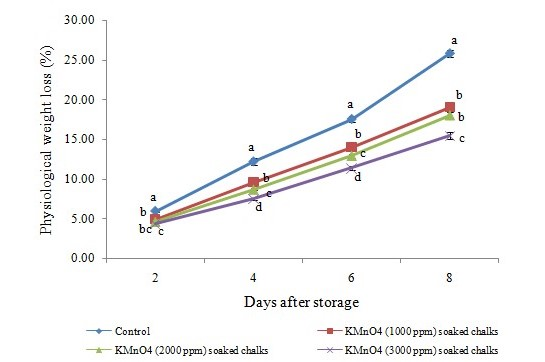 30.00
25.00
20.00
15.00
10.00
5.00
0.00
Physiological weight loss (%)
a
b
bc
c
a
b
c
d
a
b
c
d
a
b
b
c
2 4 6 8
Days after storage
Control KMnO4 (1000 ppm) soaked chalks
KMnO4 (2000 ppm) soaked chalks KMnO4 (3000 ppm) soaked chalks